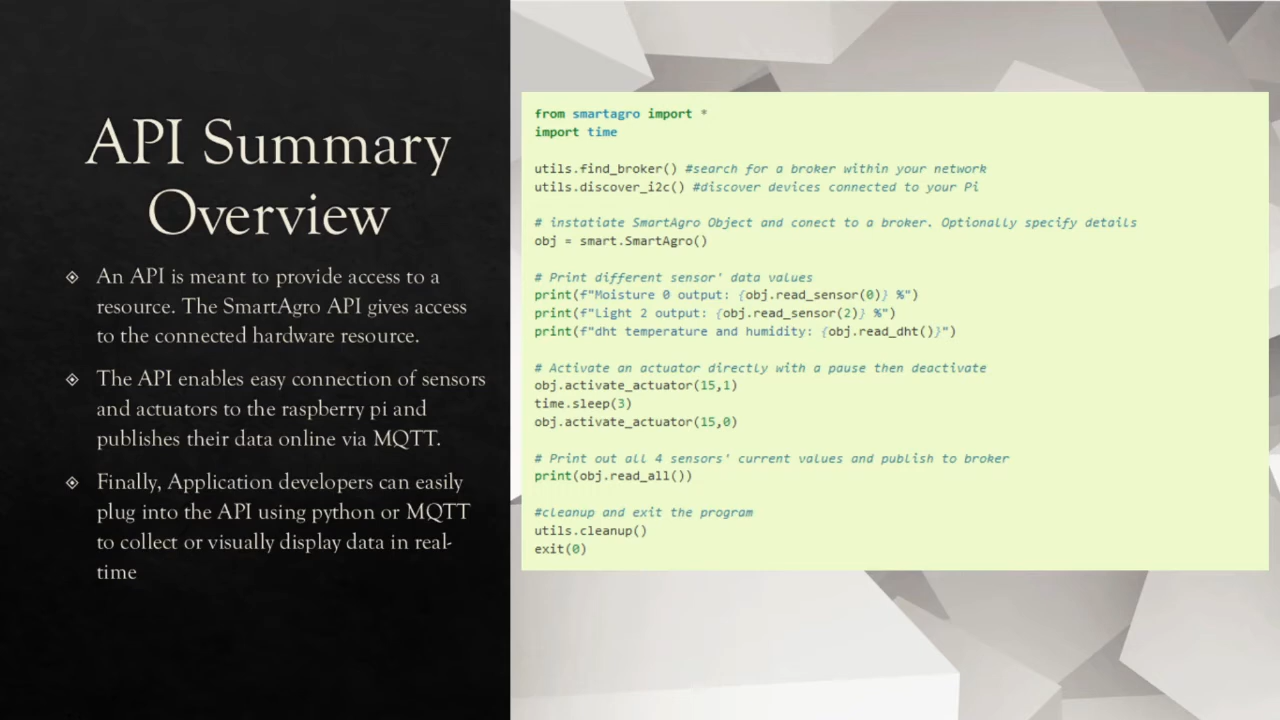 API Summary
Overview
An API is meant to provide access to a
resource. The SmartAgro API gives access
to the connected hardware resource.
The API enables easy connection of sensors
and actuators to the raspberry pi and
publishes their data online via MQTT.
Finally, Application developers can easily
plug into the API using python or MQTT
to collect or visually display data in real-
time
from smartagro import *
import time
utils.find_broker() #search for a broker within your network
utils.discover_i2c() #discover devices connected to your Pi
# instatiate SmartAgro Object and conect to a broker. Optionally specify details
obj = smart.SmartAgro()
# Print different sensor' data values
print(f"Moisture 0 output: {obj.read_sensor(0)} %")
print(f"Light 2 output: {obj.read_sensor(2)} %")
print(f"dht temperature and humidity: {obj.read_dht()}")
# Activate an actuator directly with a pause then deactivate
obj.activate_actuator(15,1)
time.sleep(3)
obj.activate_actuator(15,0)
# Print out all 4 sensors' current values and publish to broker
print(obj.read_all())
#cleanup and exit the program
utils.cleanup()
exit(0)